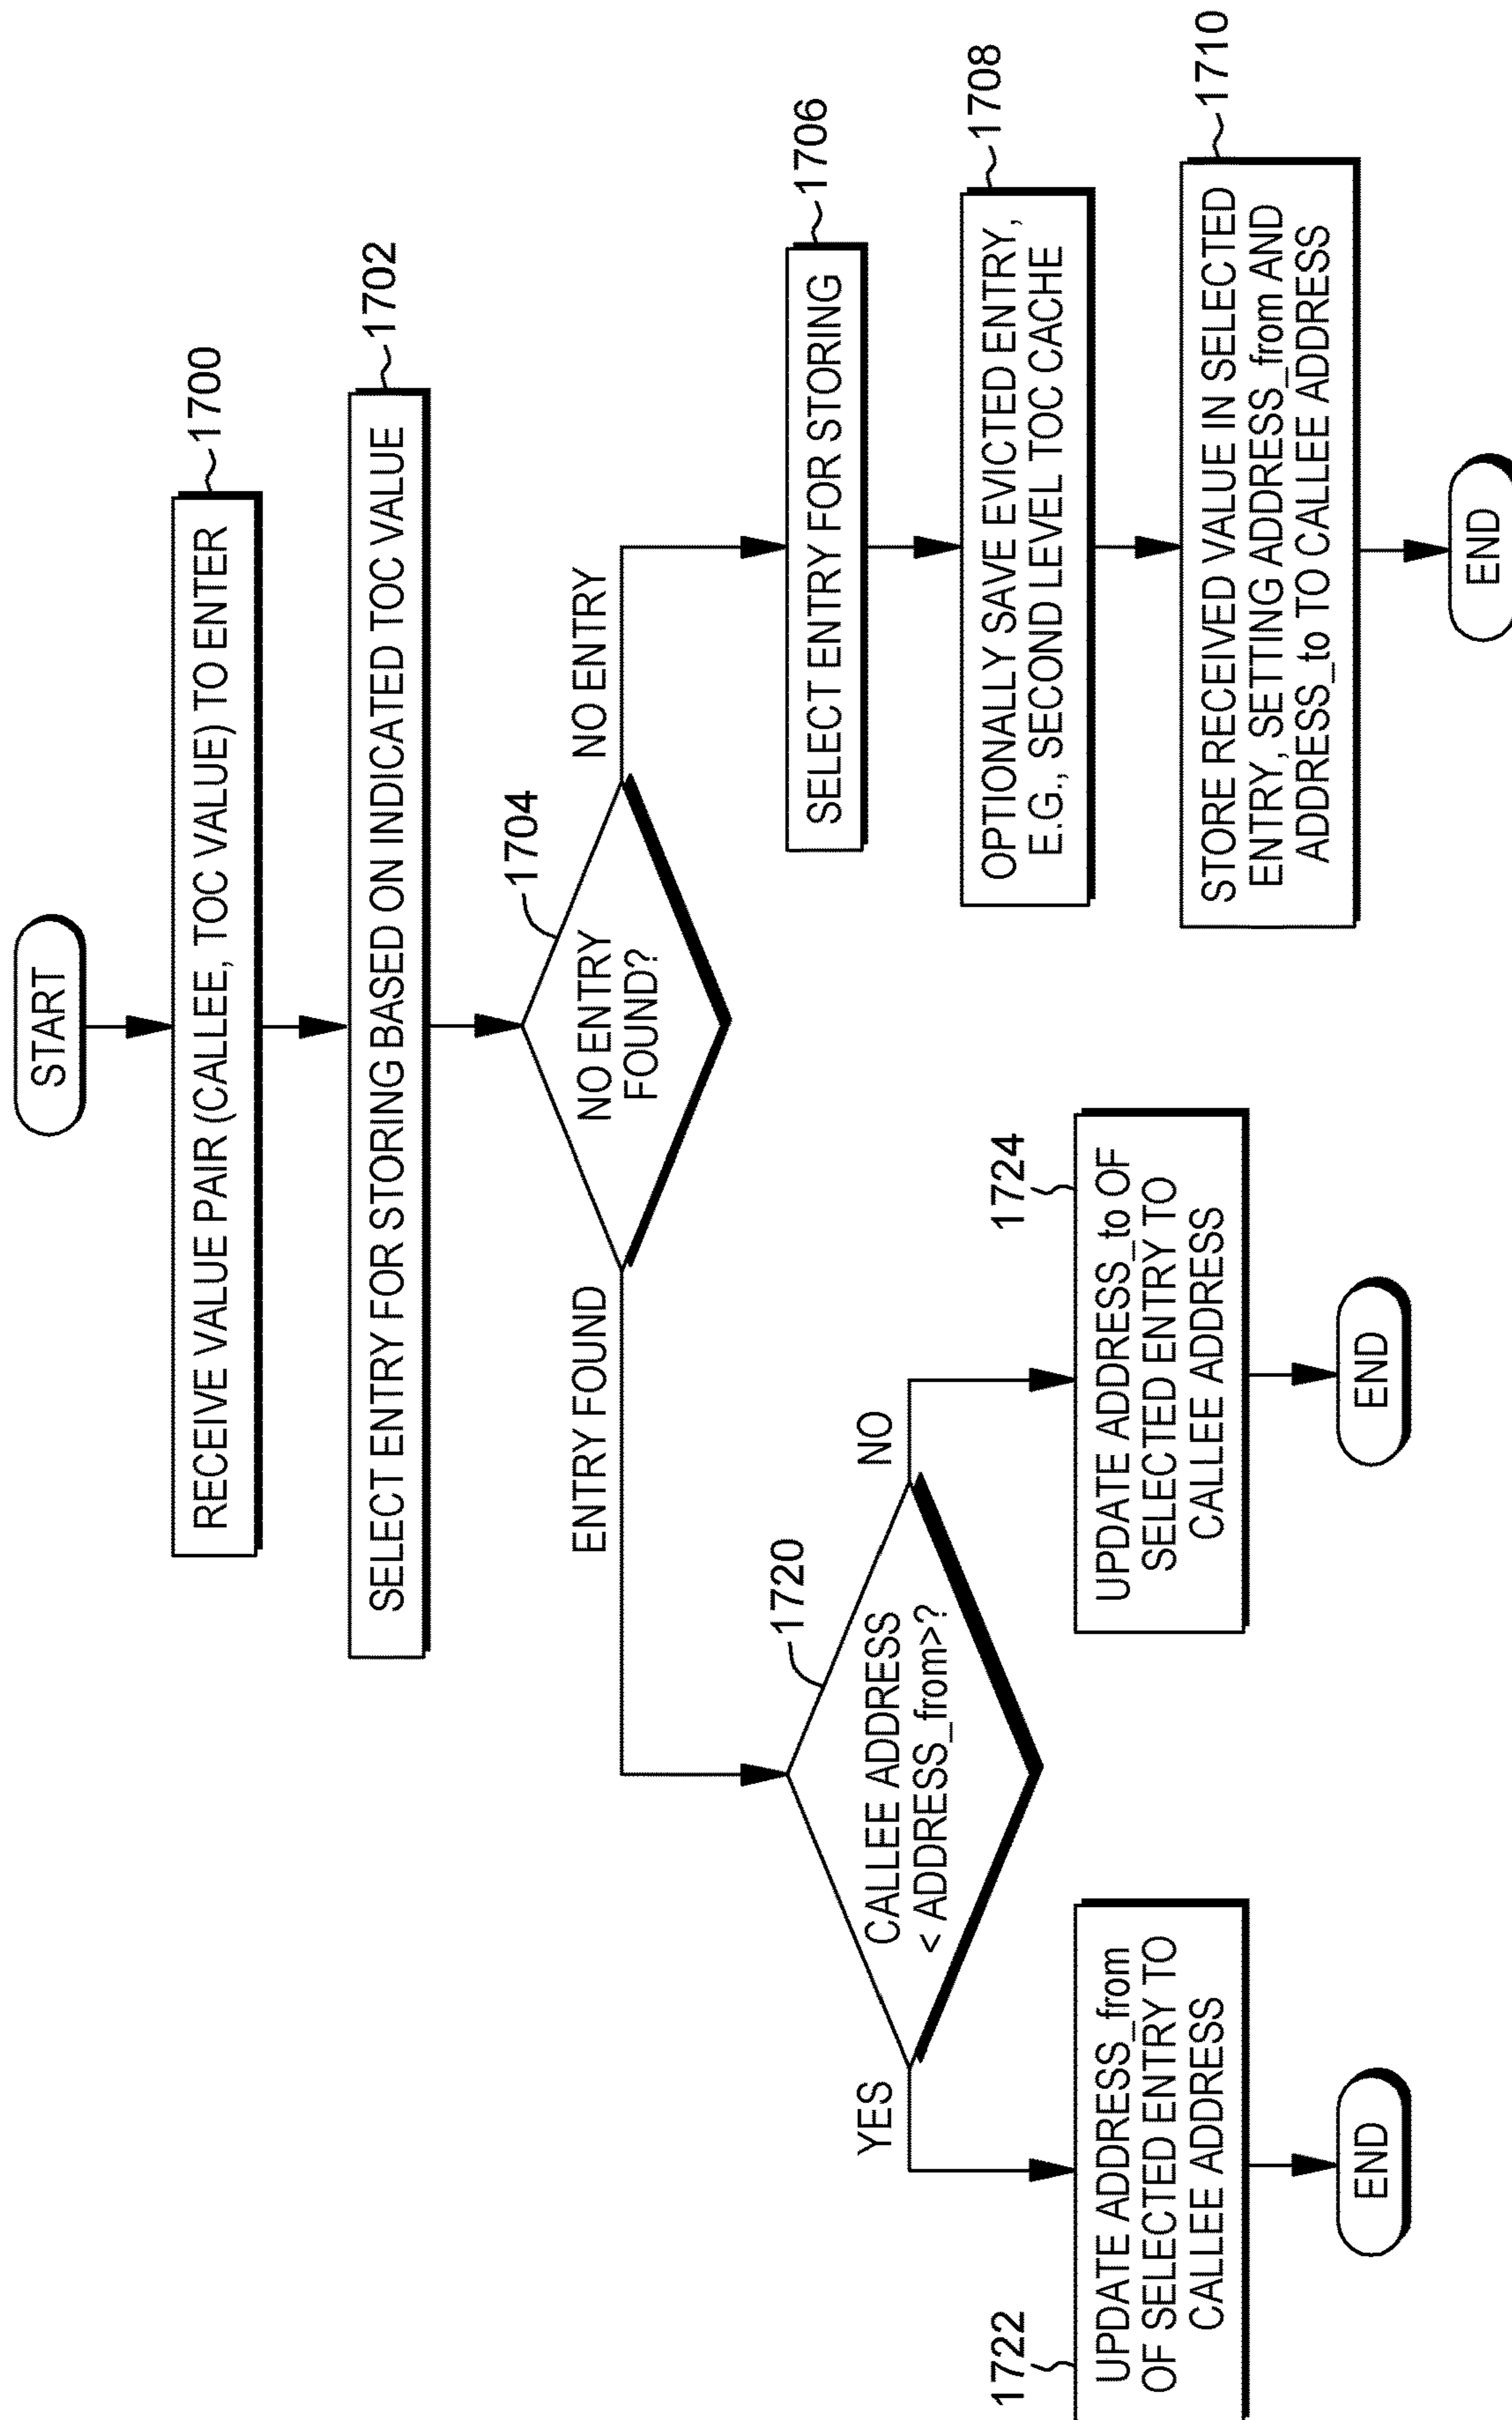 START
RECEIVE VALUE PAIR (CALLEE, TOC VALUE) TO ENTER
1700
SELECT ENTRY FOR STORING BASED ON INDICATED TOC VALUE
1702
NO ENTRY
FOUND?
1704
ENTRY FOUND
NO ENTRY
CALLEE ADDRESS
< ADDRESS_from>?
1720
YES
NO
1722
UPDATE ADDRESS_from
OF SELECTED ENTRY TO
CALLEE ADDRESS
END
1724
UPDATE ADDRESS_to OF
SELECTED ENTRY TO
CALLEE ADDRESS
END
SELECT ENTRY FOR STORING
1706
OPTIONALLY SAVE EVICTED ENTRY,
E.G., SECOND LEVEL TOC CACHE
1708
STORE RECEIVED VALUE IN SELECTED
ENTRY, SETTING ADDRESS_from AND
ADDRESS_to TO CALLEE ADDRESS
1710
END